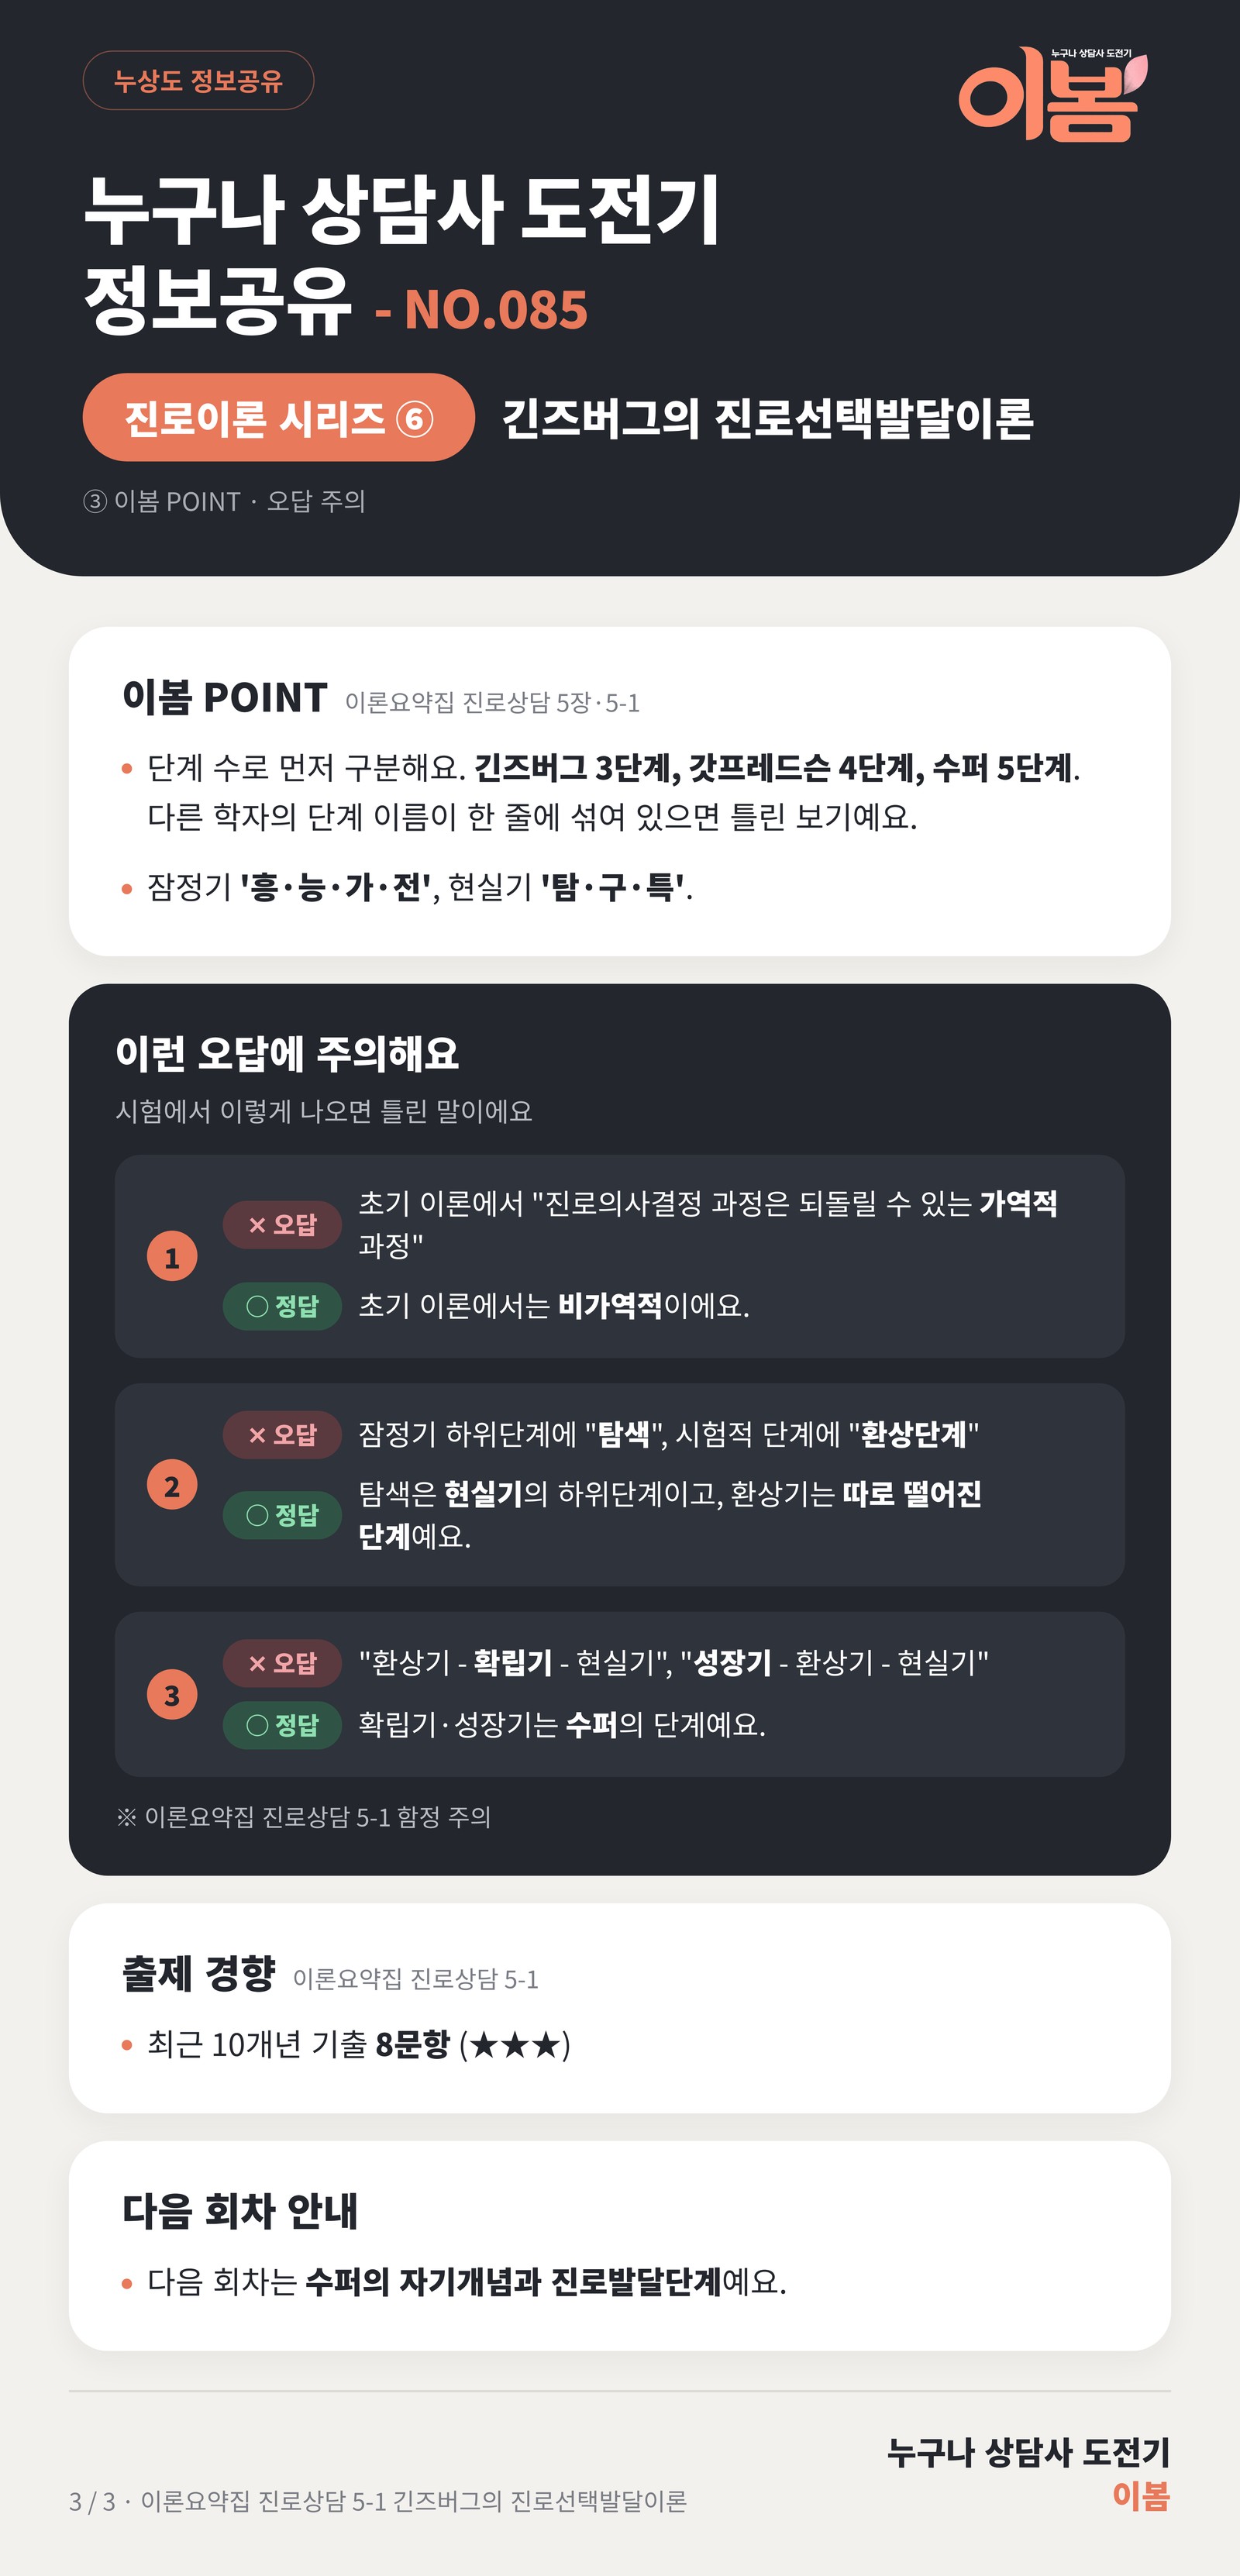 누상도 정보공유
누구나 상담사 도전기
이봄
누구나 상담사 도전기
정보공유 - NO.085
진로이론 시리즈 ⑥ 긴즈버그의 진로선택발달이론
③ 이봄 POINT · 오답 주의
이봄 POINT 이론요약집 진로상담 5장·5-1
• 단계 수로 먼저 구분해요. 긴즈버그 3단계, 갓프레드슨 4단계, 수퍼 5단계.
다른 학자의 단계 이름이 한 줄에 섞여 있으면 틀린 보기예요.
• 잠정기 '흥·능·가·전', 현실기 '탐·구·특'.
이런 오답에 주의해요
시험에서 이렇게 나오면 틀린 말이에요
1
✕ 오답 초기 이론에서 "진로의사결정 과정은 되돌릴 수 있는 가역적
과정"
○ 정답 초기 이론에서는 비가역적이에요.
2
✕ 오답 잠정기 하위단계에 "탐색", 시험적 단계에 "환상단계"
○ 정답 탐색은 현실기의 하위단계이고, 환상기는 따로 떨어진
단계예요.
3
✕ 오답 "환상기 - 확립기 - 현실기", "성장기 - 환상기 - 현실기"
○ 정답 확립기·성장기는 수퍼의 단계예요.
※ 이론요약집 진로상담 5-1 함정 주의
출제 경향 이론요약집 진로상담 5-1
• 최근 10개년 기출 8문항 (★★★)
다음 회차 안내
• 다음 회차는 수퍼의 자기개념과 진로발달단계예요.
누구나 상담사 도전기
3 / 3 · 이론요약집 진로상담 5-1 긴즈버그의 진로선택발달이론
이봄